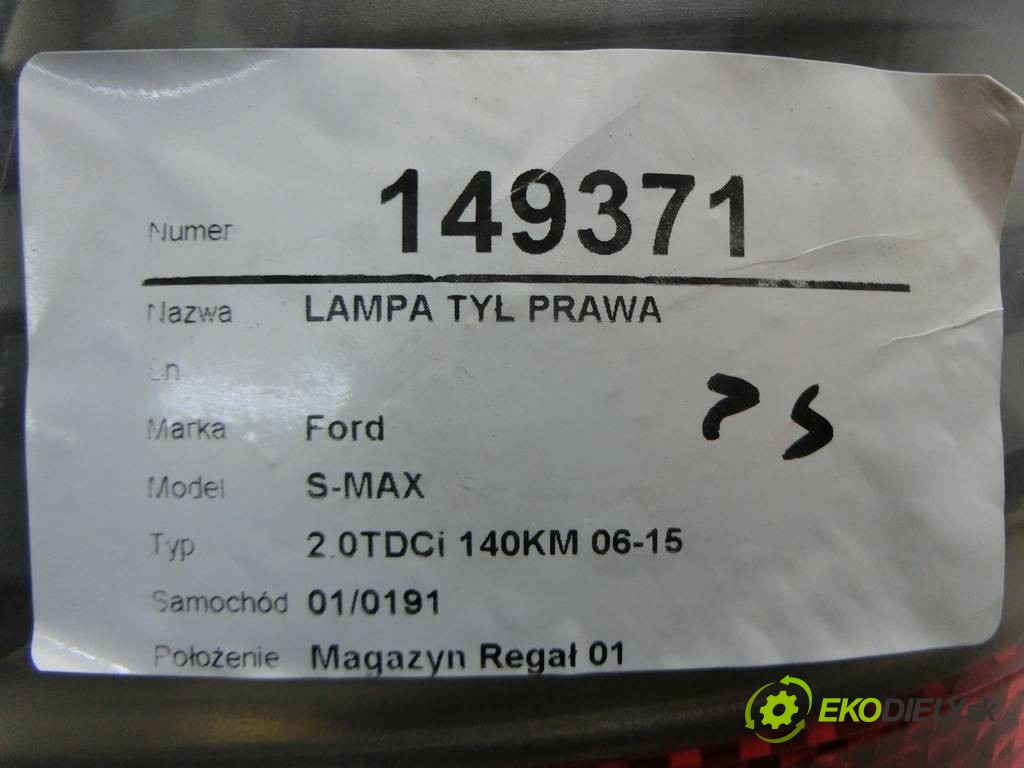 Numer 149371
Nazwa LAMPA TYŁ PRAWA
Marka Ford
Model S-MAX
Typ 2.0TDCi 140KM 06-15
Samochód 01/0191
Położenie Magazyn Regał 01
EKODIELY.sk